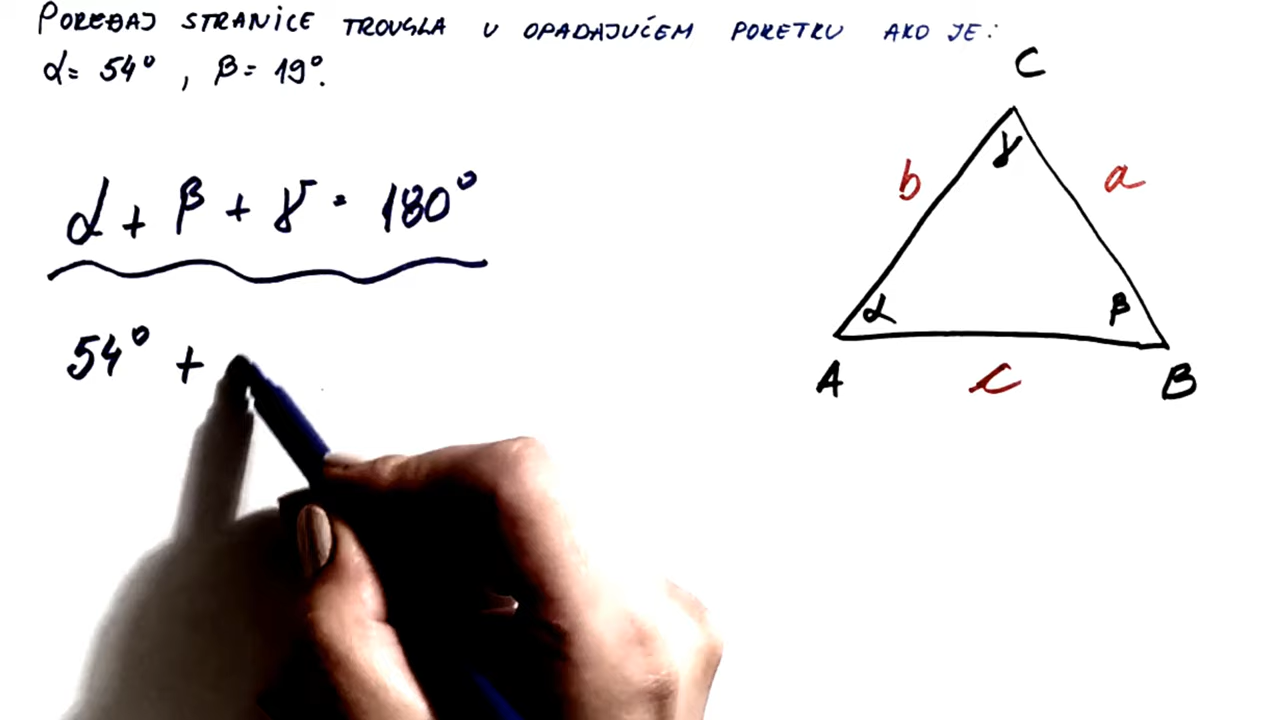 POREĐAJ STRANICE TROUGLA U OPADAJUĆEM PORETKU AKO JE:
α = 54° , β = 19°.
α + β + γ = 180°
54° +
C
γ
b
a
α
β
A
c
B